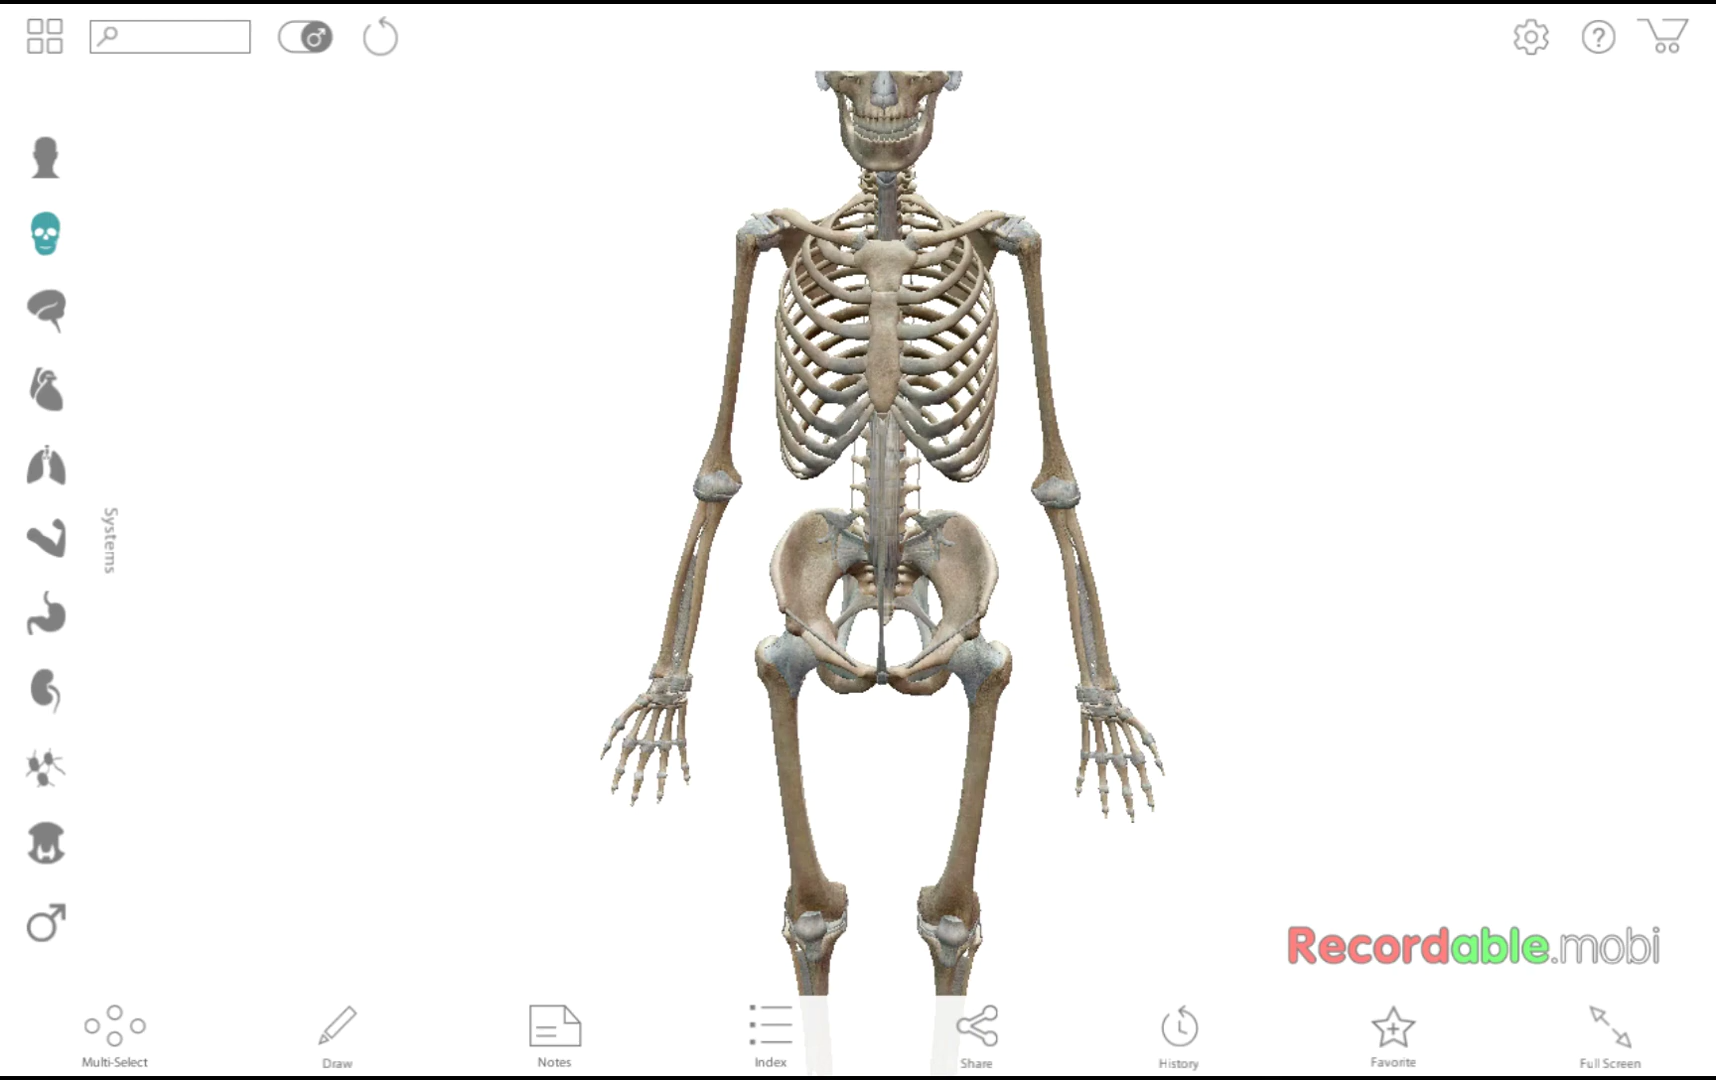 Systems
Recordable.mobi
Multi-Select
Draw
Notes
Index
Share
History
Favorite
Full Screen